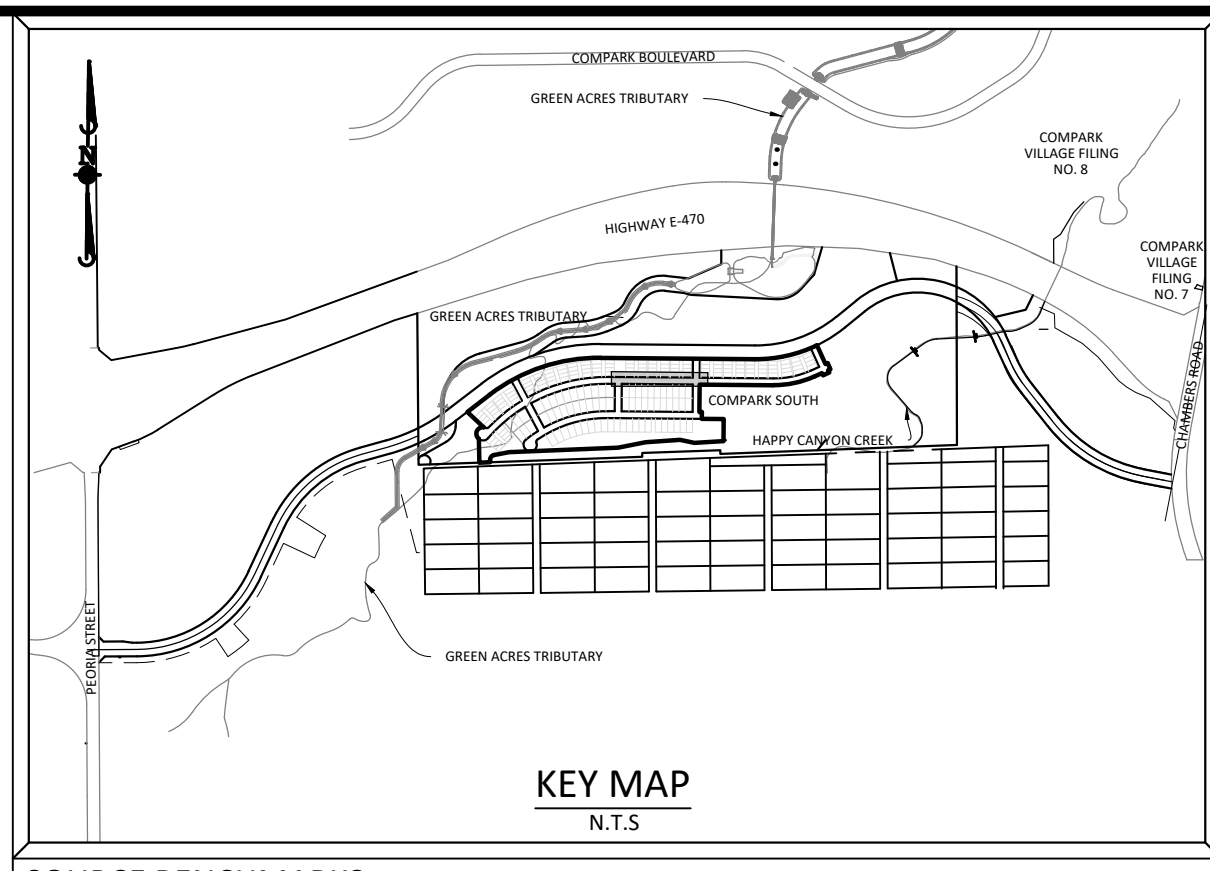 COMPARK BOULEVARD
GREEN ACRES TRIBUTARY
COMPARK
VILLAGE FILING
NO. 8
N
HIGHWAY E-470
COMPARK
VILLAGE
FILING
NO. 7
GREEN ACRES TRIBUTARY
CHAMBERS ROAD
COMPARK SOUTH
HAPPY CANYON CREEK
PEORIA STREET
GREEN ACRES TRIBUTARY
KEY MAP
N.T.S